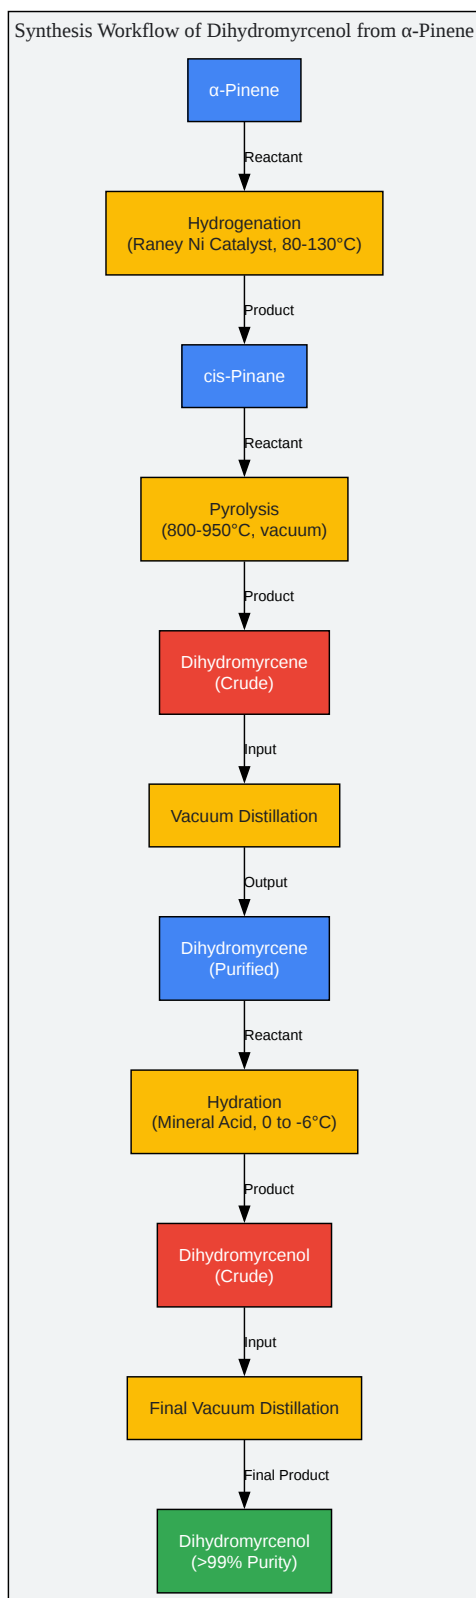 Synthesis Workflow of Dihydromyrcenol from α-Pinene
α-Pinene
Reactant
Hydrogenation
(Raney Ni Catalyst, 80-130°C)
Product
cis-Pinane
Reactant
Pyrolysis
(800-950°C, vacuum)
Product
Dihydromyrcene
(Crude)
Input
Vacuum Distillation
Output
Dihydromyrcene
(Purified)
Reactant
Hydration
(Mineral Acid, 0 to -6°C)
Product
Dihydromyrcenol
(Crude)
Input
Final Vacuum Distillation
Final Product
Dihydromyrcenol
(>99% Purity)